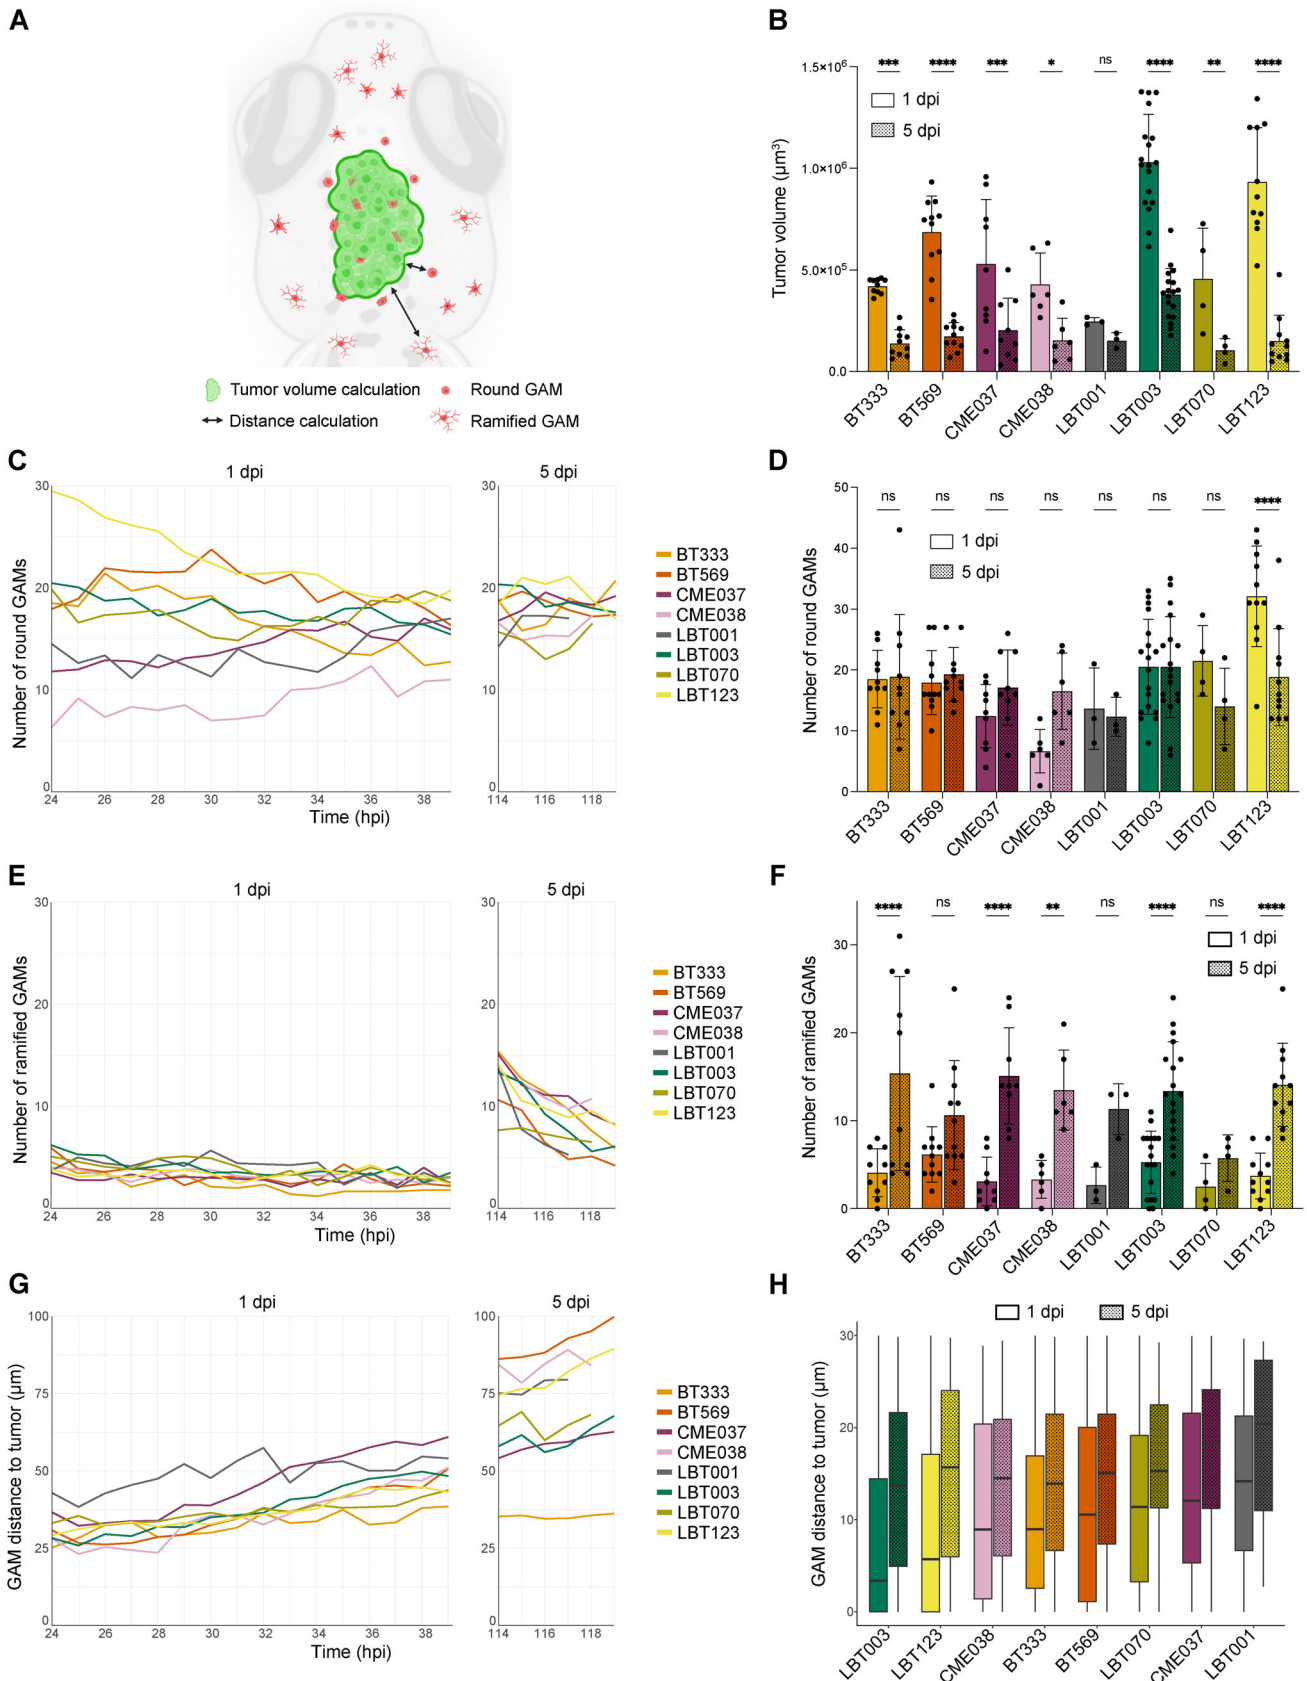 A
Tumor volume calculation
Round GAM
Distance calculation
Ramified GAM
B
Tumor volume (µm³)
1.5×10⁶
1.0×10⁶
5.0×10⁵
0.0
*** **** *** * ns **** ** ****
1 dpi
5 dpi
BT333 BT569 CME037 CME038 LBT001 LBT003 LBT070 LBT123
C
1 dpi 5 dpi
Number of round GAMs
30 30
20 20
10 10
0 0
24 26 28 30 32 34 36 38 114 116 118
Time (hpi)
BT333
BT569
CME037
CME038
LBT001
LBT003
LBT070
LBT123
D
Number of round GAMs
50
40
30
20
10
0
ns ns ns ns ns ns ns ****
1 dpi
5 dpi
BT333 BT569 CME037 CME038 LBT001 LBT003 LBT070 LBT123
E
1 dpi 5 dpi
Number of ramified GAMs
30 30
20 20
10 10
0 0
24 26 28 30 32 34 36 38 114 116 118
Time (hpi)
BT333
BT569
CME037
CME038
LBT001
LBT003
LBT070
LBT123
F
Number of ramified GAMs
30
20
10
0
**** ns **** ** ns **** ns ****
1 dpi
5 dpi
BT333 BT569 CME037 CME038 LBT001 LBT003 LBT070 LBT123
G
1 dpi 5 dpi
GAM distance to tumor (µm)
100 100
75 75
50 50
25 25
0 0
24 26 28 30 32 34 36 38 114 116 118
Time (hpi)
BT333
BT569
CME037
CME038
LBT001
LBT003
LBT070
LBT123
H
1 dpi 5 dpi
GAM distance to tumor (µm)
30
20
10
0
LBT003 LBT123 CME038 BT333 BT569 LBT070 CME037 LBT001